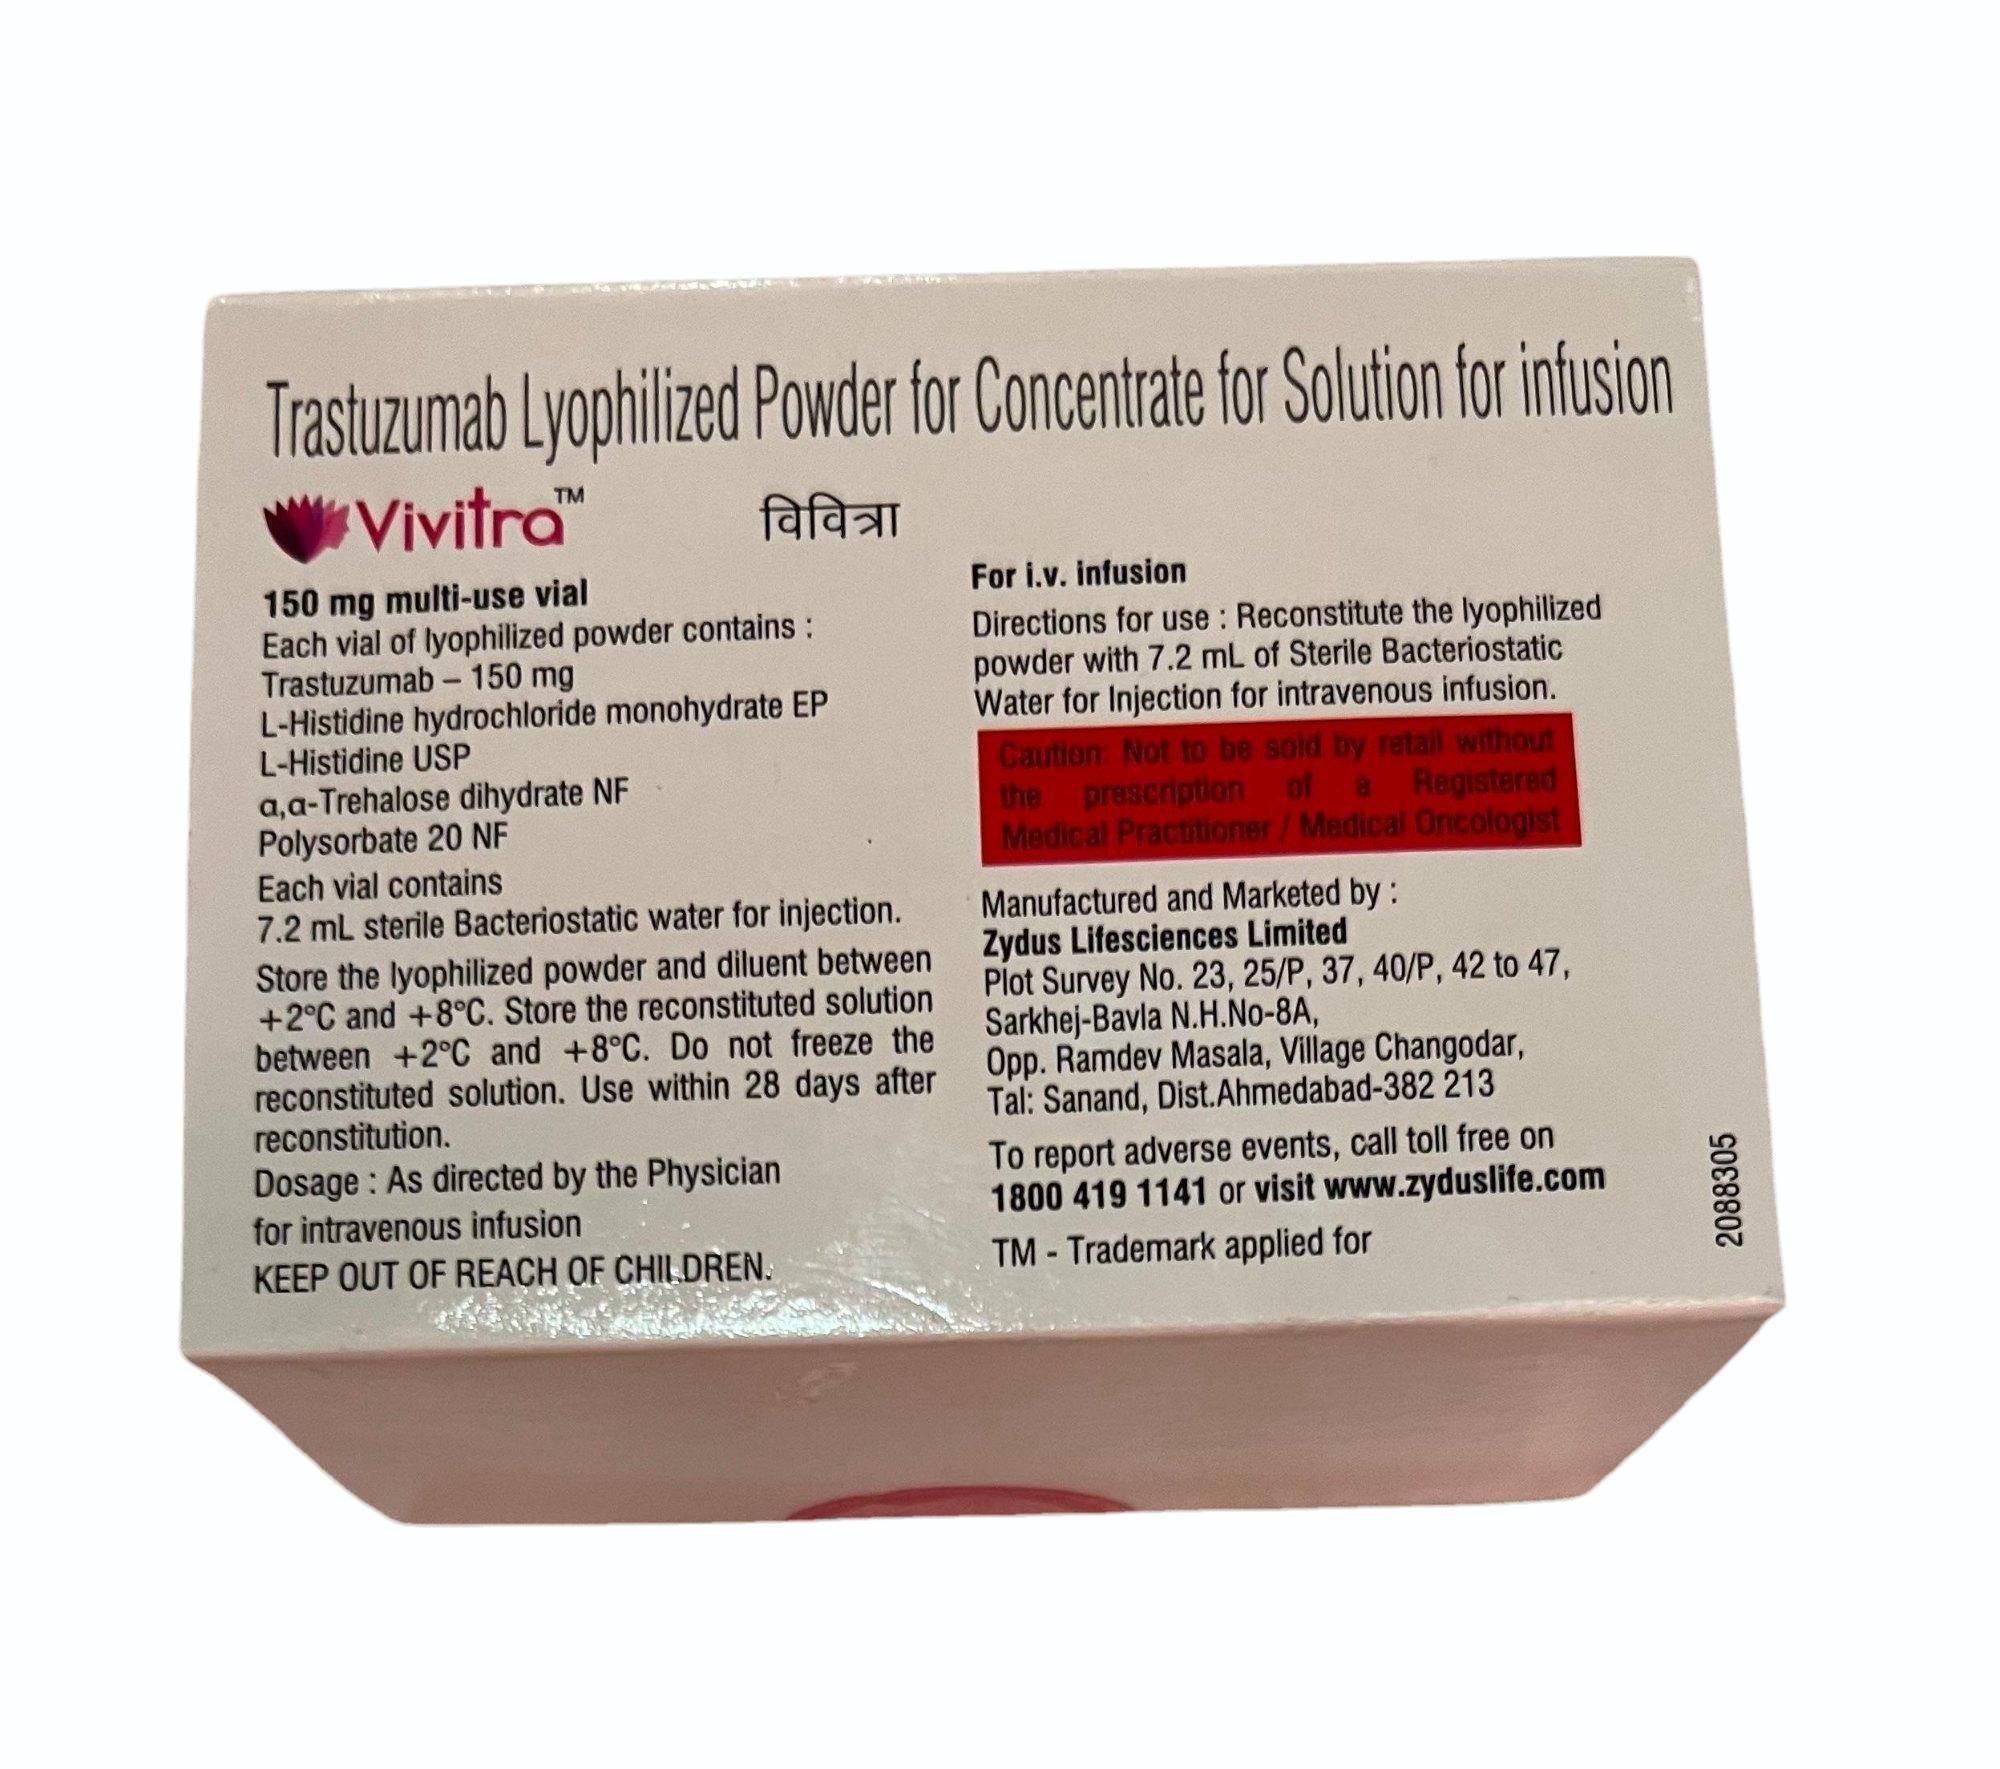 Trastuzumab Lyophilized Powder for Concentrate for Solution for infusion
Vivitra™
विवित्रा
150 mg multi-use vial
Each vial of lyophilized powder contains :
Trastuzumab – 150 mg
L-Histidine hydrochloride monohydrate EP
L-Histidine USP
α,α-Trehalose dihydrate NF
Polysorbate 20 NF
Each vial contains
7.2 mL sterile Bacteriostatic water for injection.
Store the lyophilized powder and diluent between
+2°C and +8°C. Store the reconstituted solution
between +2°C and +8°C. Do not freeze the
reconstituted solution. Use within 28 days after
reconstitution.
Dosage : As directed by the Physician
for intravenous infusion
KEEP OUT OF REACH OF CHILDREN.
For i.v. infusion
Directions for use : Reconstitute the lyophilized
powder with 7.2 mL of Sterile Bacteriostatic
Water for Injection for intravenous infusion.
Caution: Not to be sold by retail without
the prescription of a Registered
Medical Practitioner / Medical Oncologist
Manufactured and Marketed by :
Zydus Lifesciences Limited
Plot Survey No. 23, 25/P, 37, 40/P, 42 to 47,
Sarkhej-Bavla N.H.No-8A,
Opp. Ramdev Masala, Village Changodar,
Tal: Sanand, Dist.Ahmedabad-382 213
To report adverse events, call toll free on
1800 419 1141 or visit www.zyduslife.com
TM - Trademark applied for
2088305